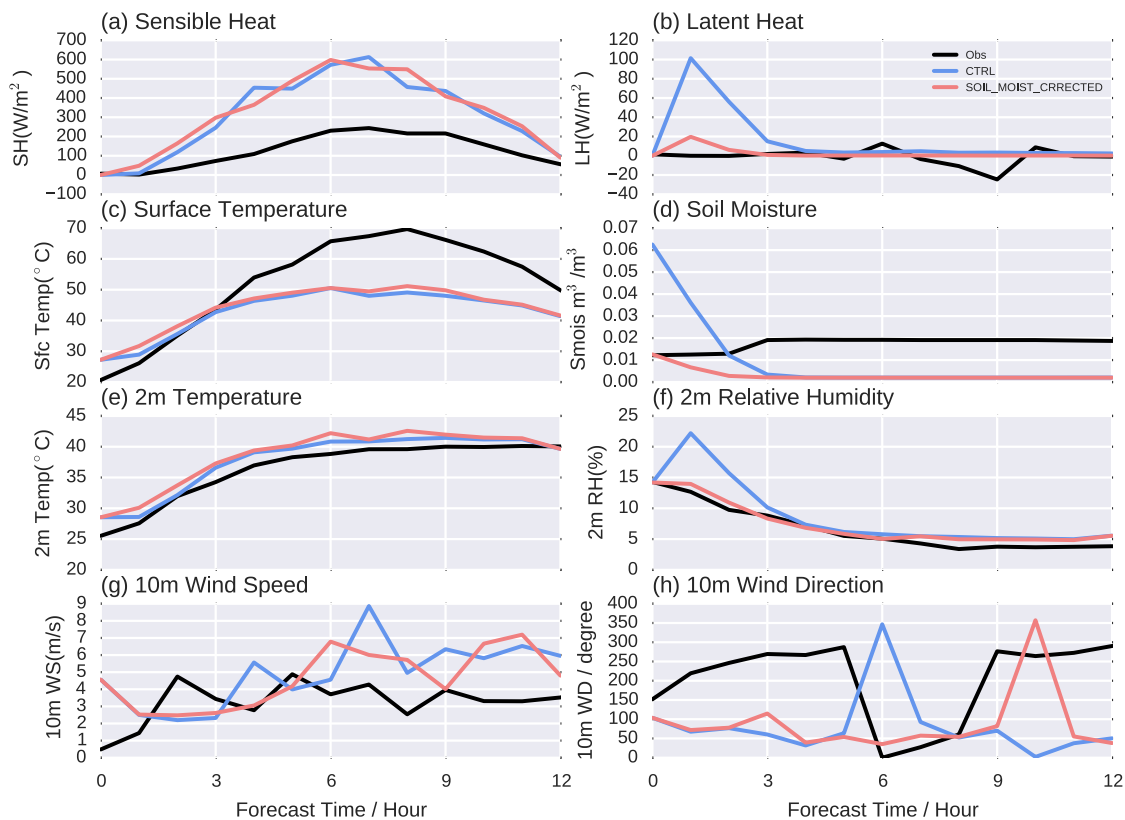 (a) Sensible Heat
(b) Latent Heat
700
600
500
400
300
200
100
0
−100
SH(W/m² )
120
100
80
60
40
20
0
−20
−40
LH(W/m² )
Obs
CTRL
SOIL_MOIST_CRRECTED
(c) Surface Temperature
(d) Soil Moisture
70
60
50
40
30
20
Sfc Temp(° C)
0.07
0.06
0.05
0.04
0.03
0.02
0.01
0.00
Smois m³ /m³
(e) 2m Temperature
(f) 2m Relative Humidity
45
40
35
30
25
20
2m Temp(° C)
25
20
15
10
5
0
2m RH(%)
(g) 10m Wind Speed
(h) 10m Wind Direction
9
8
7
6
5
4
3
2
1
0
10m WS(m/s)
400
350
300
250
200
150
100
50
0
10m WD / degree
0 3 6 9 12
0 3 6 9 12
Forecast Time / Hour
Forecast Time / Hour